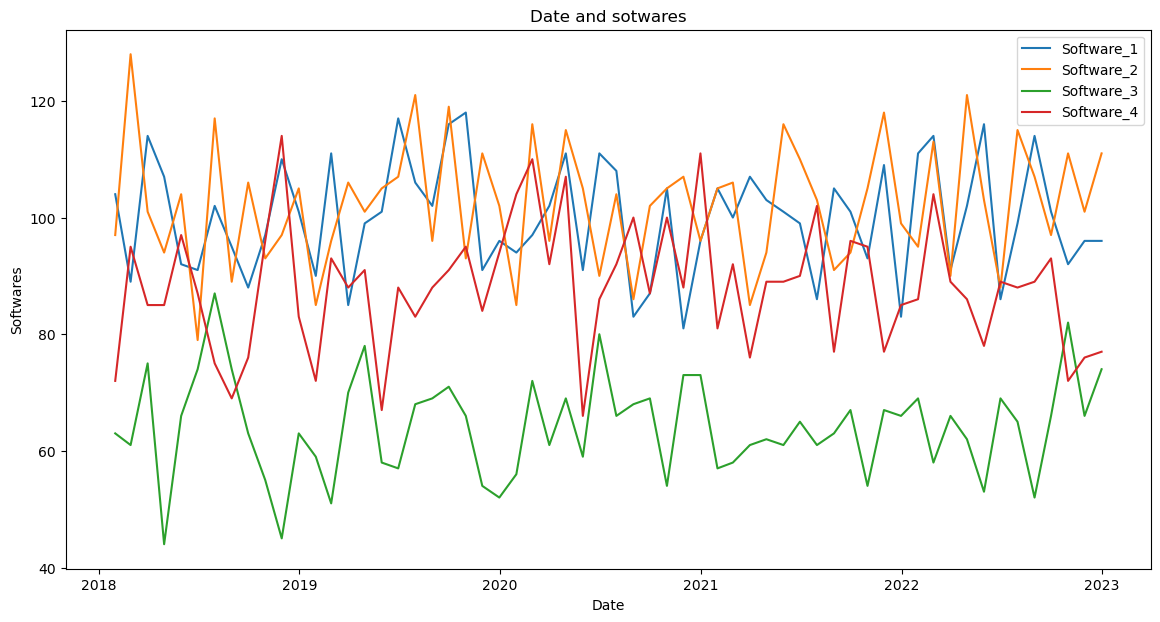 Date and sotwares
Software_1
Software_2
Software_3
Software_4
Softwares
120
100
80
60
40
2018 2019 2020 2021 2022 2023
Date